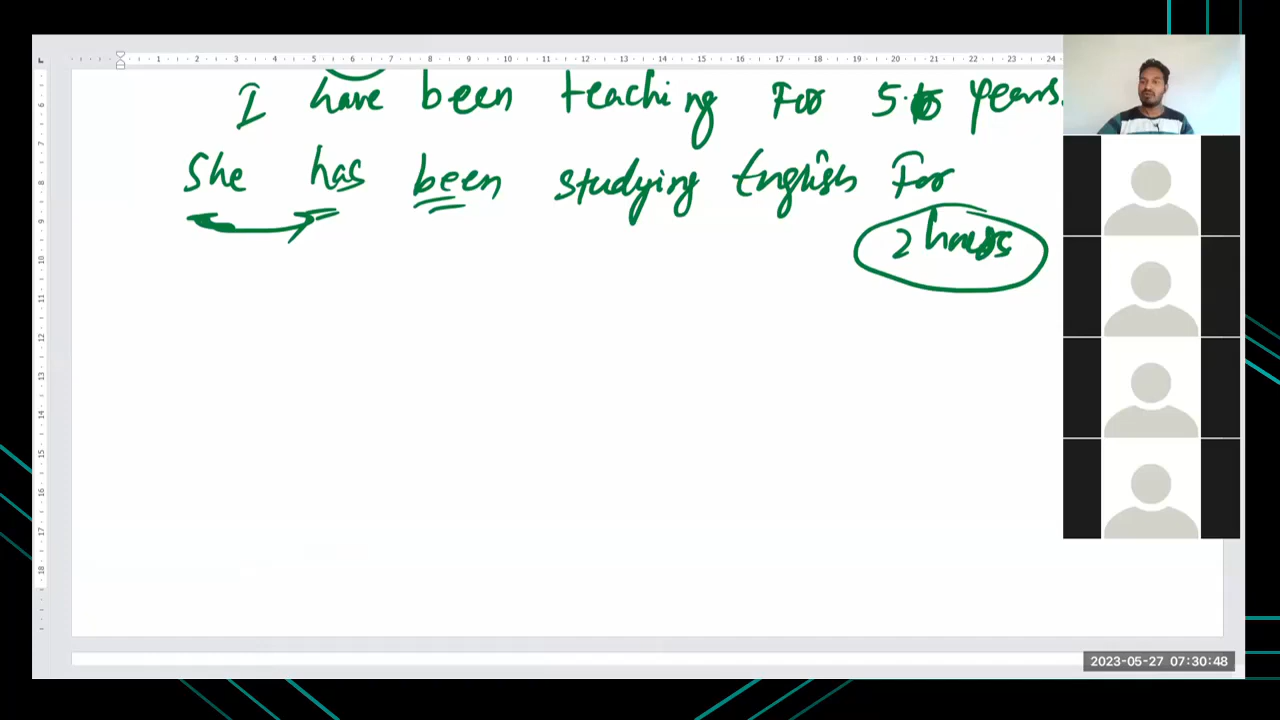 I have been teaching For 5 years.
She has been studying English For
2 hours
2023-05-27 07:30:48